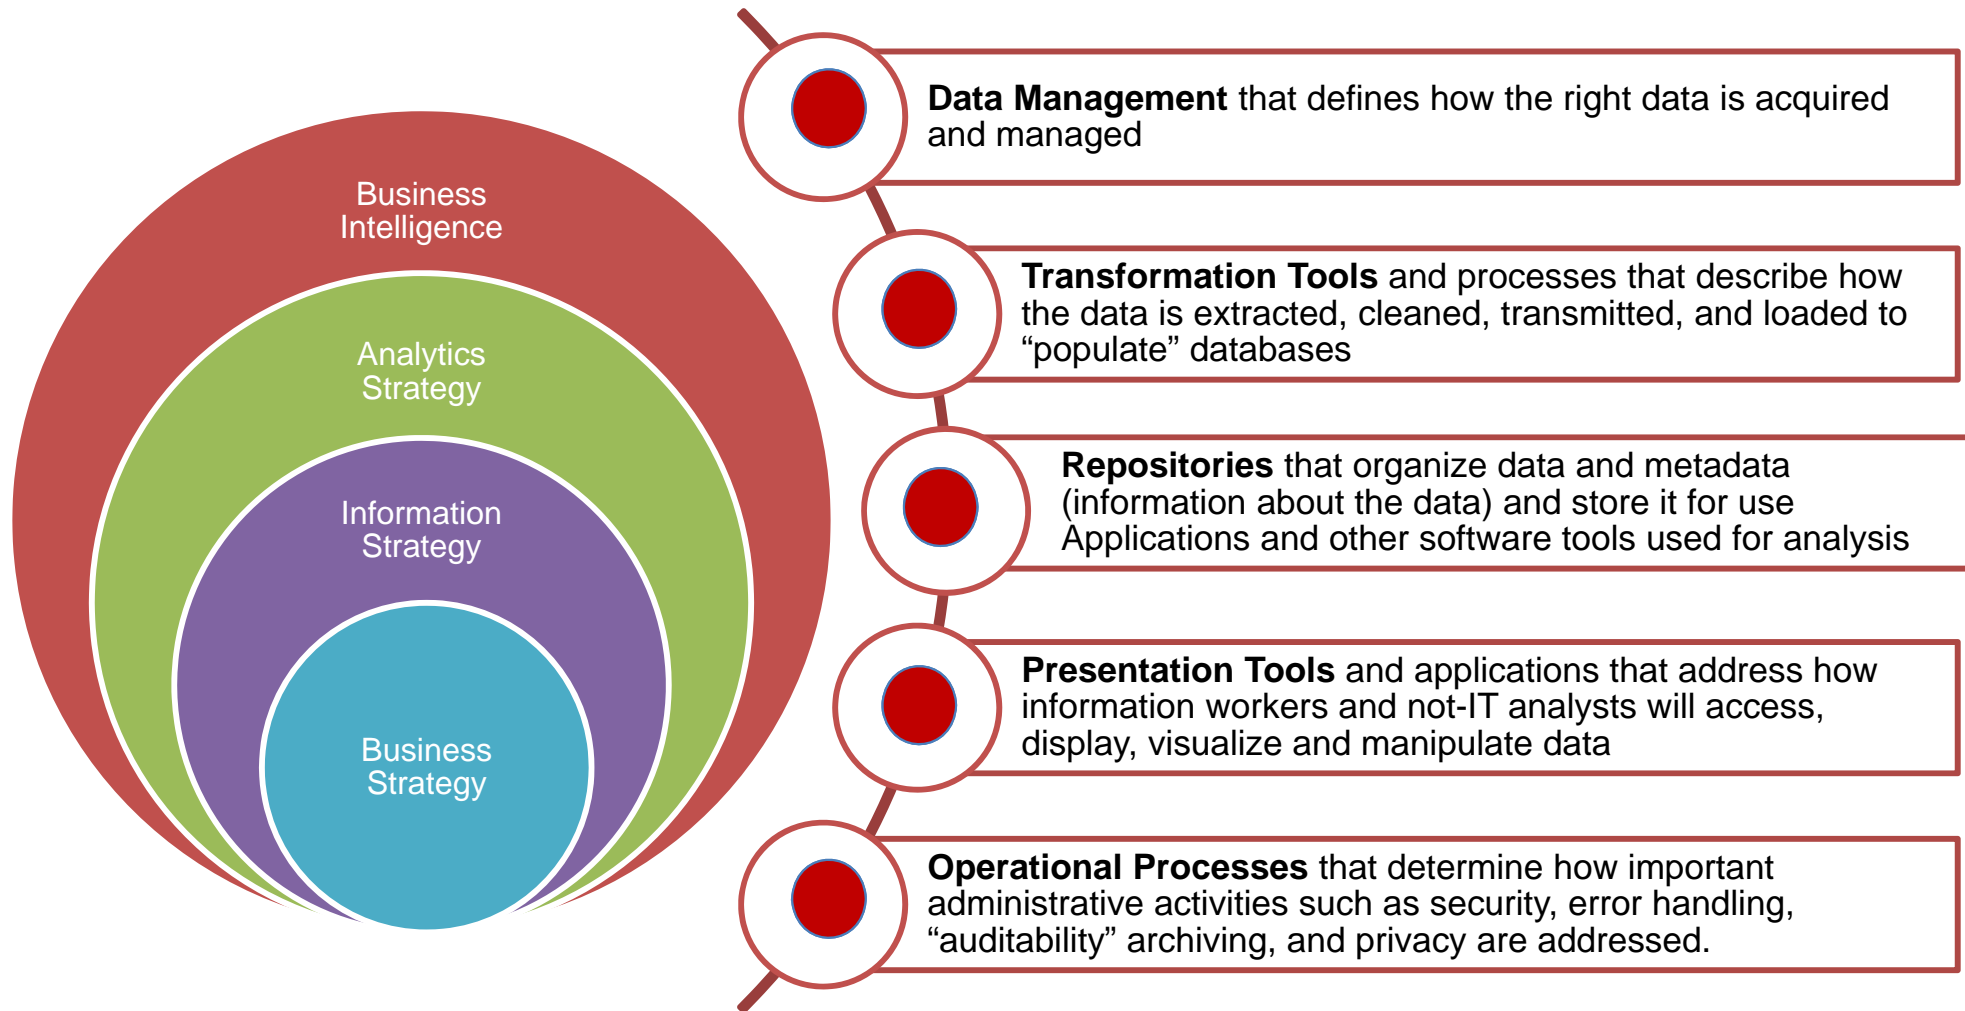 Business
Intelligence
Analytics
Strategy
Information
Strategy
Business
Strategy
Data Management that defines how the right data is acquired
and managed
Transformation Tools and processes that describe how
the data is extracted, cleaned, transmitted, and loaded to
“populate” databases
Repositories that organize data and metadata
(information about the data) and store it for use
Applications and other software tools used for analysis
Presentation Tools and applications that address how
information workers and not-IT analysts will access,
display, visualize and manipulate data
Operational Processes that determine how important
administrative activities such as security, error handling,
“auditability” archiving, and privacy are addressed.